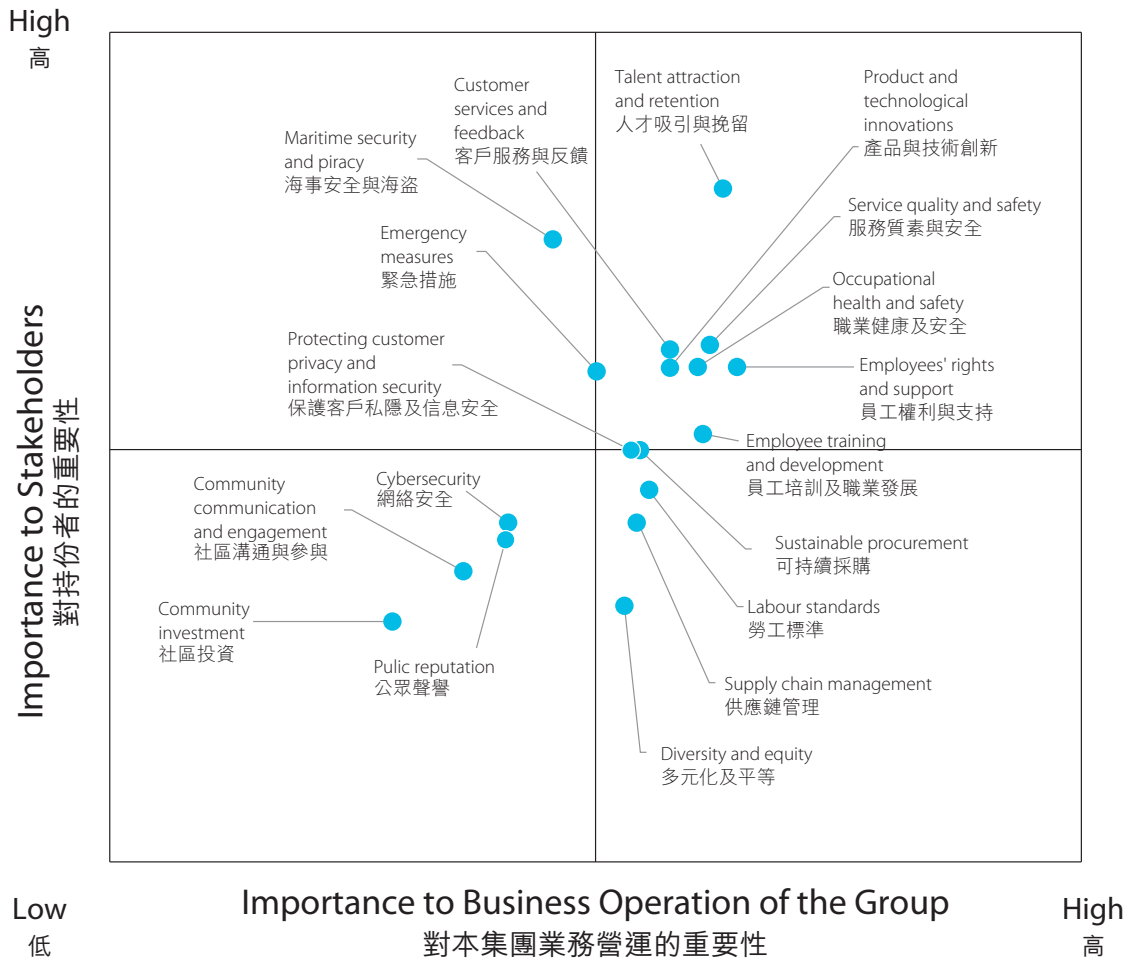 High
高
Customer
services and
feedback
客戶服務與反饋
Talent attraction
and retention
人才吸引與挽留
Product and
technological
innovations
產品與技術創新
Maritime security
and piracy
海事安全與海盜
Service quality and safety
服務質素與安全
Emergency
measures
緊急措施
Occupational
health and safety
職業健康及安全
Protecting customer
privacy and
information security
保護客戶私隱及信息安全
Employees' rights
and support
員工權利與支持
Employee training
and development
員工培訓及職業發展
Importance to Stakeholders
對持份者的重要性
Community
communication
and engagement
社區溝通與參與
Cybersecurity
網絡安全
Sustainable procurement
可持續採購
Community
investment
社區投資
Labour standards
勞工標準
Pulic reputation
公眾聲譽
Supply chain management
供應鏈管理
Diversity and equity
多元化及平等
Low
低
Importance to Business Operation of the Group
對本集團業務營運的重要性
High
高